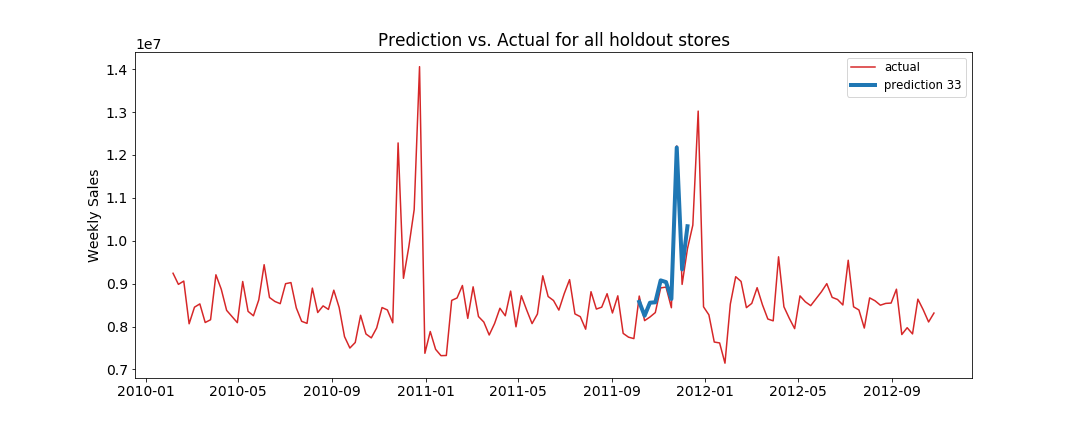 Prediction vs. Actual for all holdout stores
1e7
actual
prediction 33
Weekly Sales
1.4
1.3
1.2
1.1
1.0
0.9
0.8
0.7
2010-01 2010-05 2010-09 2011-01 2011-05 2011-09 2012-01 2012-05 2012-09